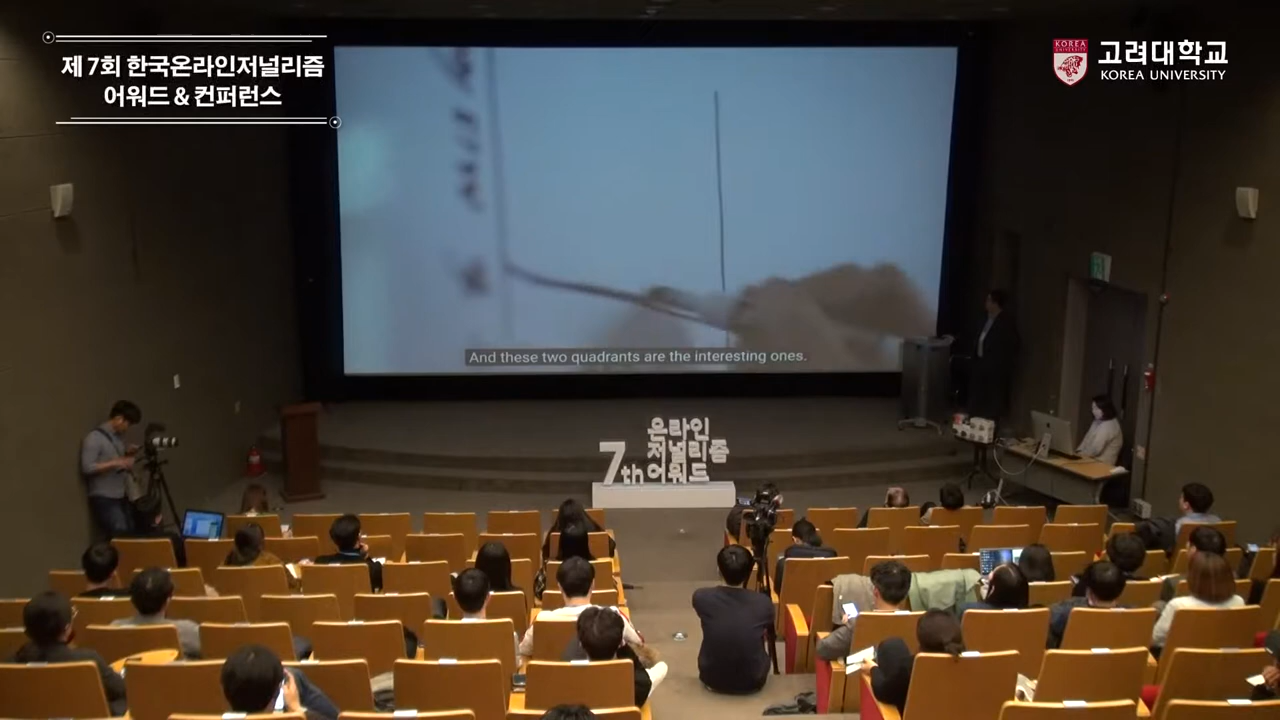 제 7회 한국온라인저널리즘
어워드 & 컨퍼런스
KOREA
UNIVERSITY
고려대학교
KOREA UNIVERSITY
And these two quadrants are the interesting ones.
7th
온라인
저널리즘
어워드